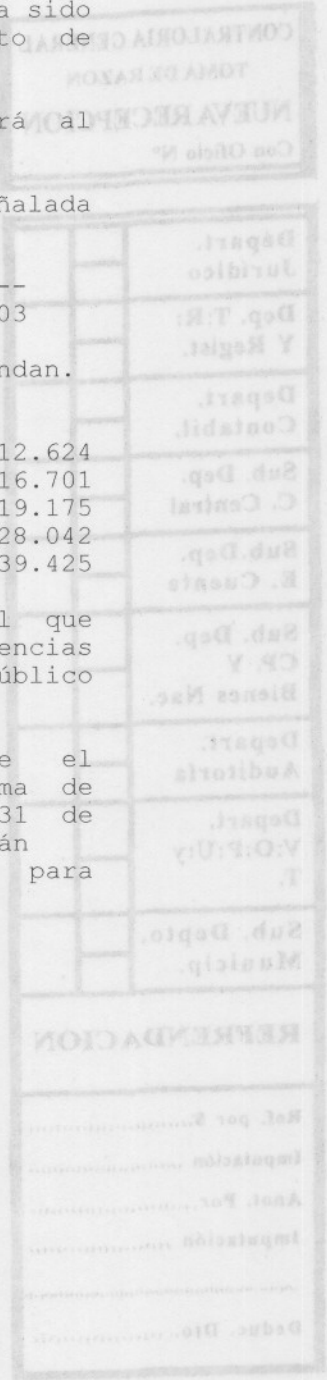 a sido
to de
CONTRALORIA GENERAL
TOMA DE RAZON
NUEVA RECEPCION
Con Oficio Nº
rá al
ñalada
--
03
ndan.
12.624
16.701
19.175
28.042
39.425
l que
encias
úblico
e el
ma de
31 de
án
para
Depart.
Jurídico
Dep. T:R:
Y Regist.
Depart.
Contabil.
Sub. Dep.
C. Central
Sub. Dep.
E. Cuenta
Sub. Dep.
CP. Y
Bienes Nac.
Depart.
Auditoría
Depart.
V:O:P:U:y
T.
Sub. Depto.
Municip.
REFRENDACION
Ref. por $
Imputación
Anot. Por
Imputación
Deduc. Dto.